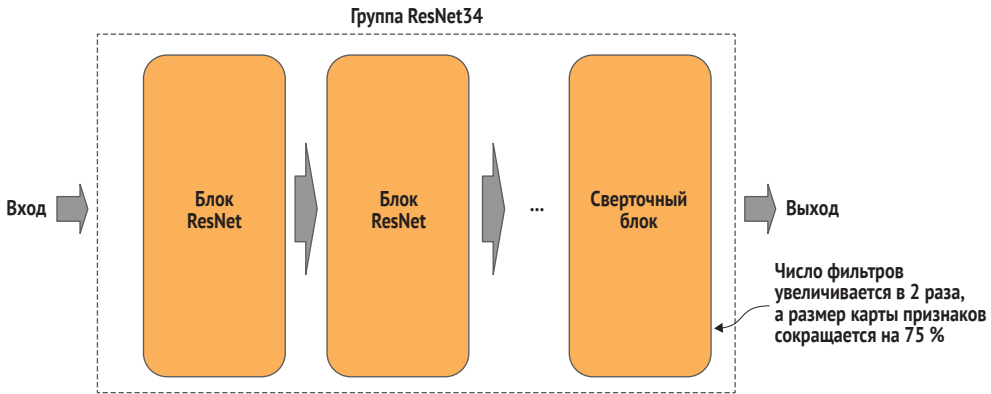 Группа ResNet34
Вход
Блок
ResNet
Блок
ResNet
...
Сверточный
блок
Выход
Число фильтров
увеличивается в 2 раза,
а размер карты признаков
сокращается на 75 %